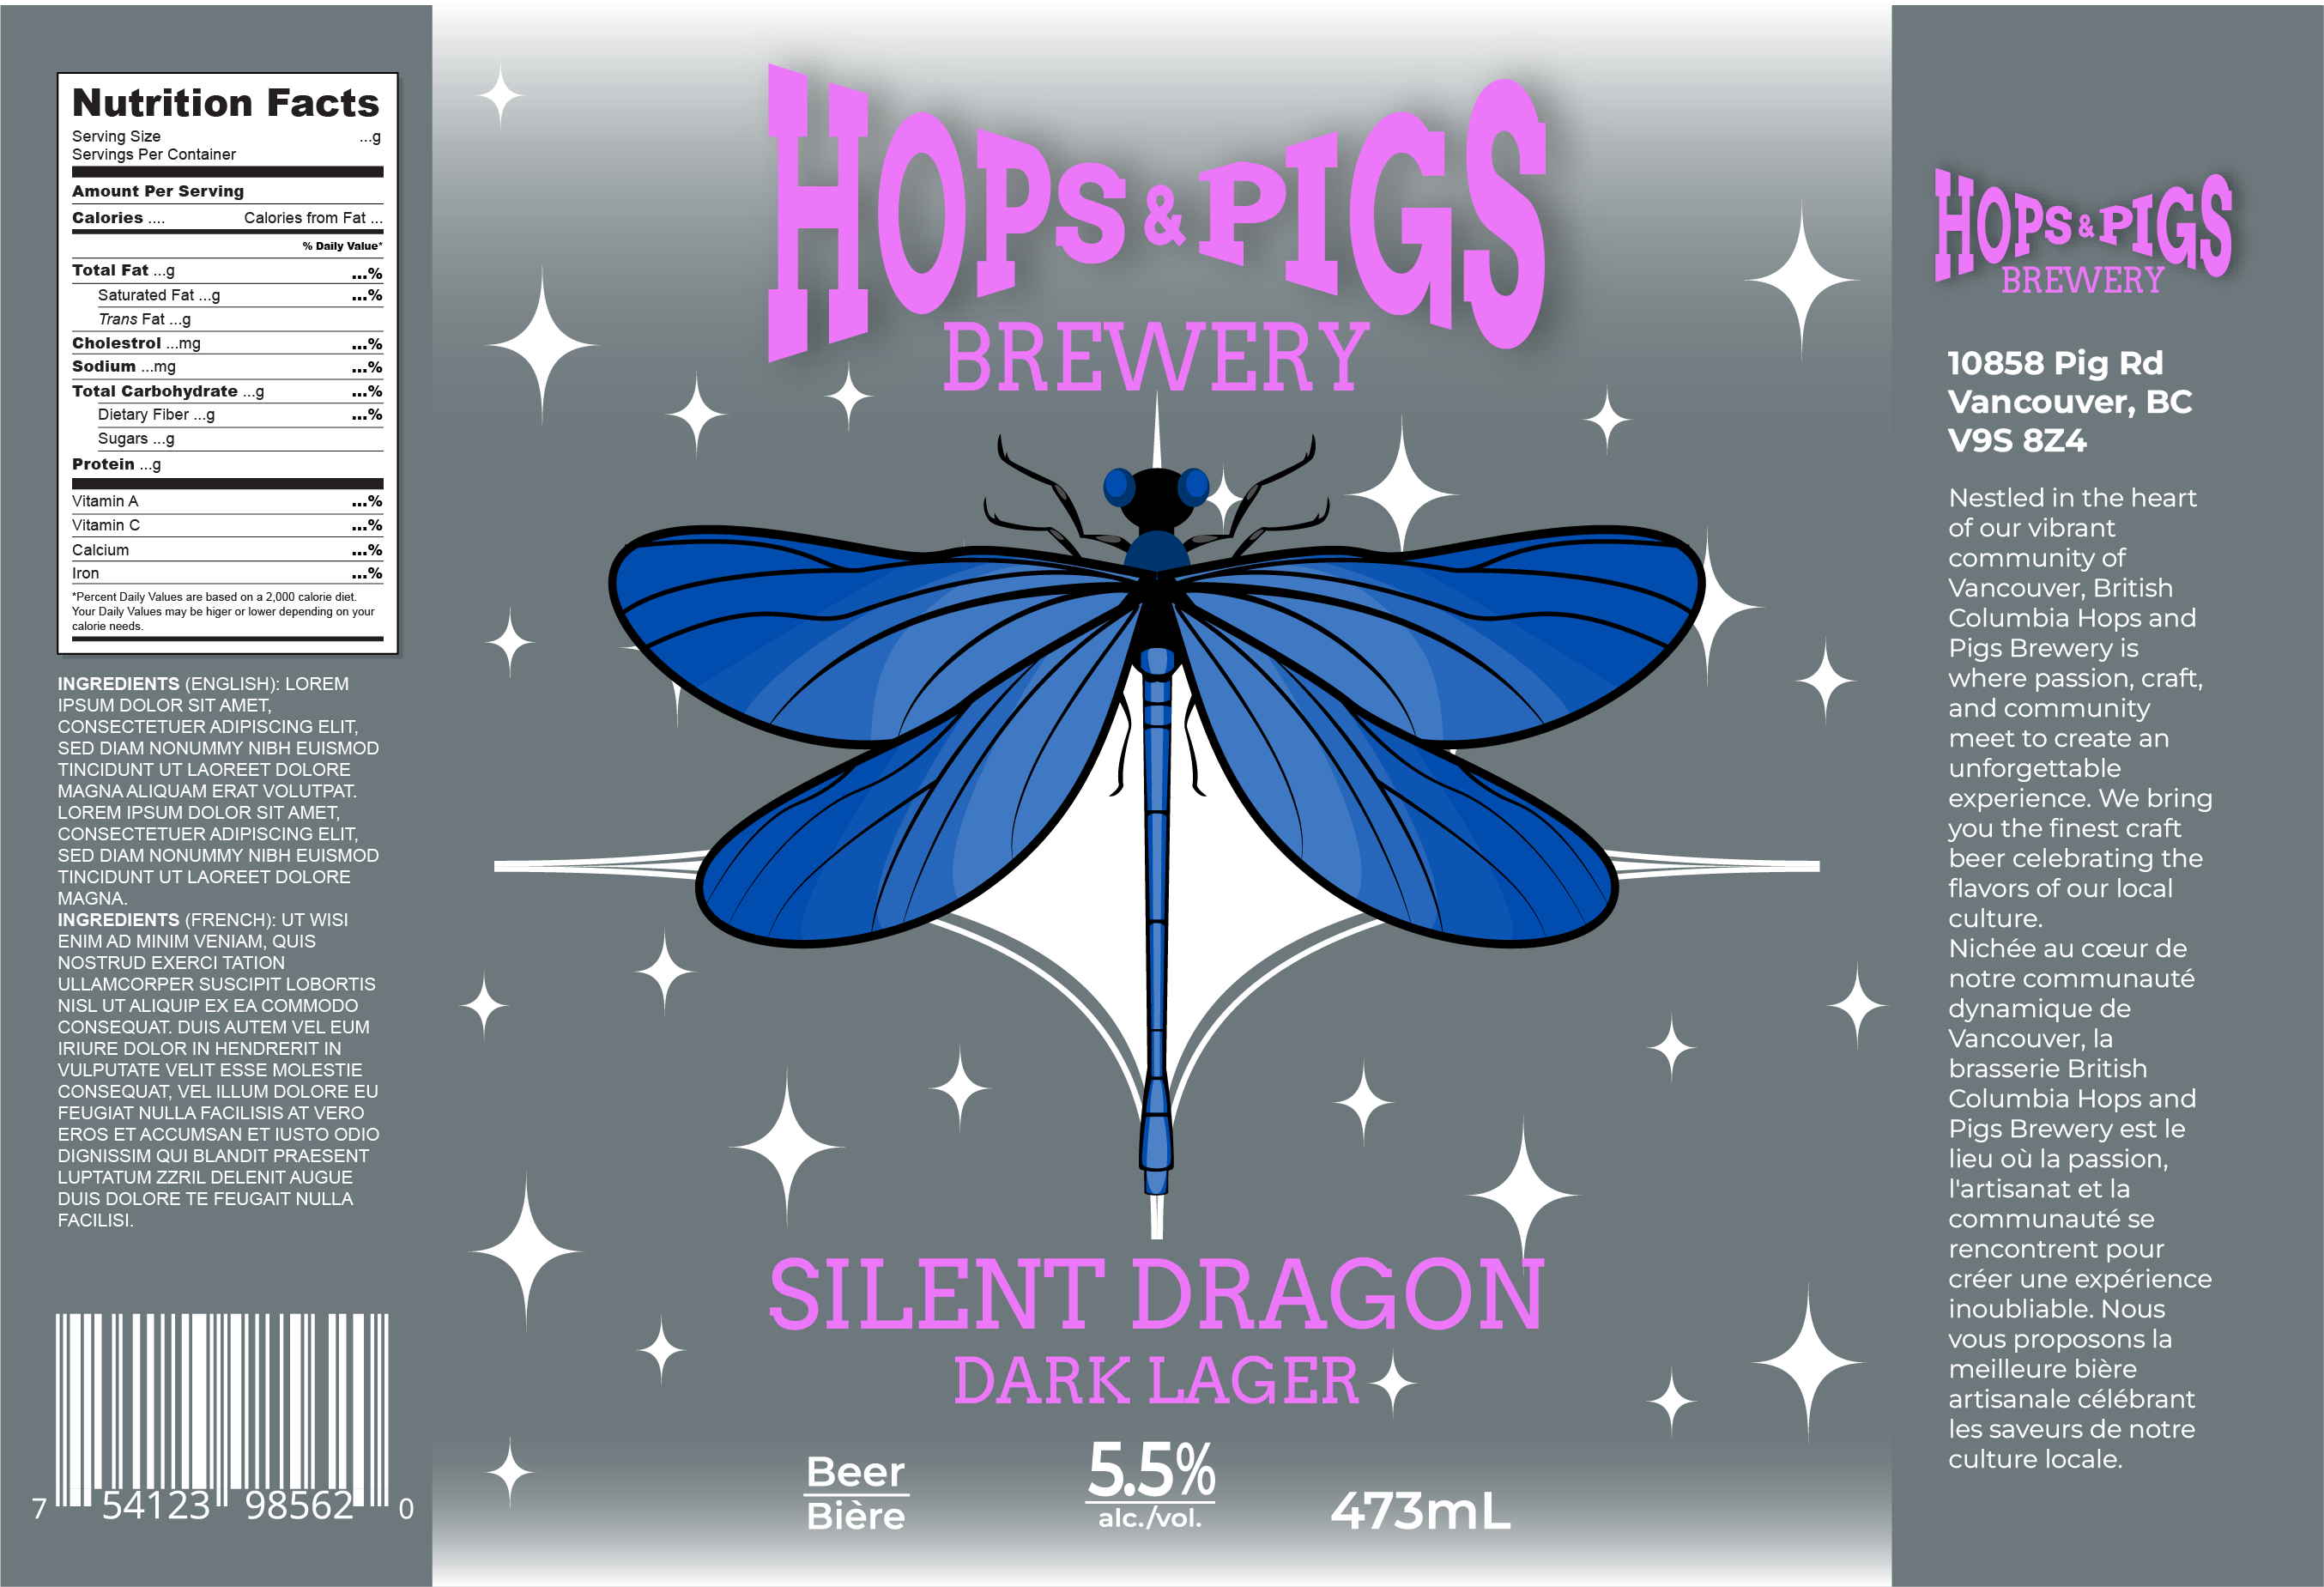 Nutrition Facts
Serving Size ...g
Servings Per Container
Amount Per Serving
Calories .... Calories from Fat ...
% Daily Value*
Total Fat ...g ...%
Saturated Fat ...g ...%
Trans Fat ...g
Cholestrol ...mg ...%
Sodium ...mg ...%
Total Carbohydrate ...g ...%
Dietary Fiber ...g ...%
Sugars ...g
Protein ...g
Vitamin A ...%
Vitamin C ...%
Calcium ...%
Iron ...%
*Percent Daily Values are based on a 2,000 calorie diet.
Your Daily Values may be higer or lower depending on your
calorie needs.
INGREDIENTS (ENGLISH): LOREM
IPSUM DOLOR SIT AMET,
CONSECTETUER ADIPISCING ELIT,
SED DIAM NONUMMY NIBH EUISMOD
TINCIDUNT UT LAOREET DOLORE
MAGNA ALIQUAM ERAT VOLUTPAT.
LOREM IPSUM DOLOR SIT AMET,
CONSECTETUER ADIPISCING ELIT,
SED DIAM NONUMMY NIBH EUISMOD
TINCIDUNT UT LAOREET DOLORE
MAGNA.
INGREDIENTS (FRENCH): UT WISI
ENIM AD MINIM VENIAM, QUIS
NOSTRUD EXERCI TATION
ULLAMCORPER SUSCIPIT LOBORTIS
NISL UT ALIQUIP EX EA COMMODO
CONSEQUAT. DUIS AUTEM VEL EUM
IRIURE DOLOR IN HENDRERIT IN
VULPUTATE VELIT ESSE MOLESTIE
CONSEQUAT, VEL ILLUM DOLORE EU
FEUGIAT NULLA FACILISIS AT VERO
EROS ET ACCUMSAN ET IUSTO ODIO
DIGNISSIM QUI BLANDIT PRAESENT
LUPTATUM ZZRIL DELENIT AUGUE
DUIS DOLORE TE FEUGAIT NULLA
FACILISI.
7 54123 98562 0
HOPS & PIGS
BREWERY
SILENT DRAGON
DARK LAGER
Beer
Bière
5.5%
alc./vol.
473mL
HOPS & PIGS
BREWERY
10858 Pig Rd
Vancouver, BC
V9S 8Z4
Nestled in the heart
of our vibrant
community of
Vancouver, British
Columbia Hops and
Pigs Brewery is
where passion, craft,
and community
meet to create an
unforgettable
experience. We bring
you the finest craft
beer celebrating the
flavors of our local
culture.
Nichée au cœur de
notre communauté
dynamique de
Vancouver, la
brasserie British
Columbia Hops and
Pigs Brewery est le
lieu où la passion,
l'artisanat et la
communauté se
rencontrent pour
créer une expérience
inoubliable. Nous
vous proposons la
meilleure bière
artisanale célébrant
les saveurs de notre
culture locale.